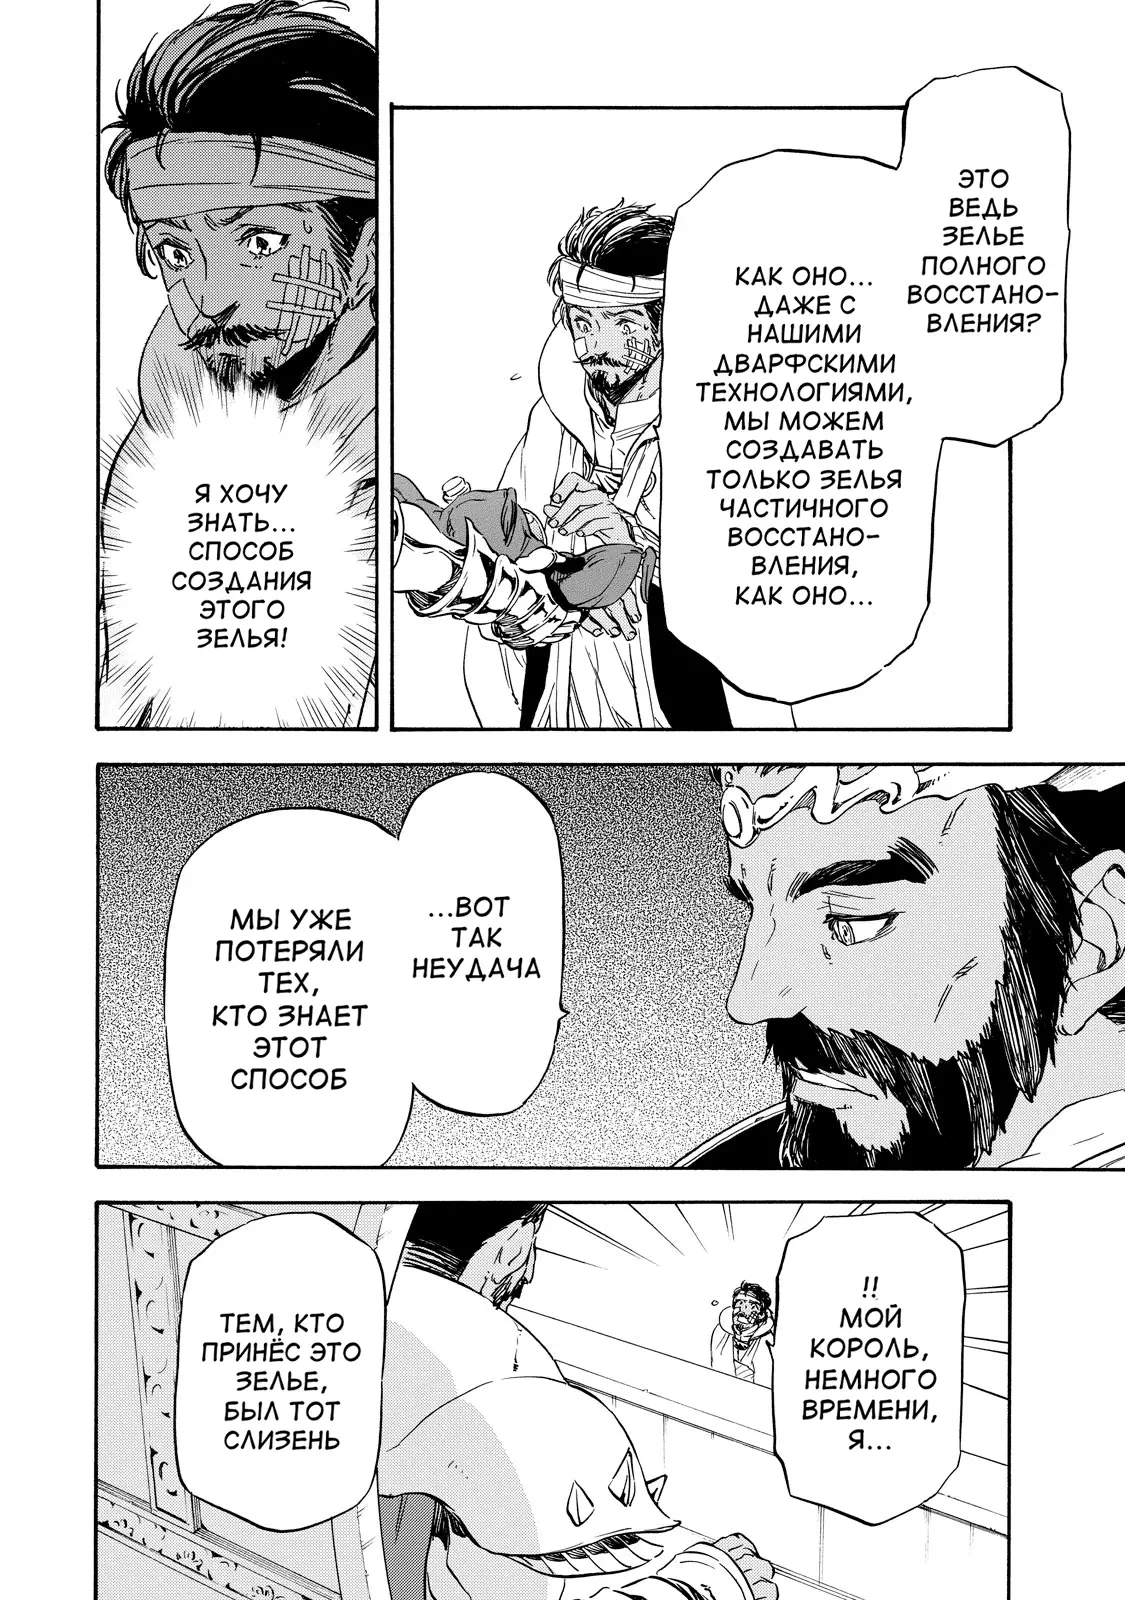 ЭТО
ВЕДЬ
ЗЕЛЬЕ
ПОЛНОГО
ВОССТАНО-
ВЛЕНИЯ?
КАК ОНО...
ДАЖЕ С
НАШИМИ
ДВАРФСКИМИ
ТЕХНОЛОГИЯМИ,
МЫ МОЖЕМ
СОЗДАВАТЬ
ТОЛЬКО ЗЕЛЬЯ
ЧАСТИЧНОГО
ВОССТАНО-
ВЛЕНИЯ,
КАК ОНО...
Я ХОЧУ
ЗНАТЬ...
СПОСОБ
СОЗДАНИЯ
ЭТОГО
ЗЕЛЬЯ!
...ВОТ
ТАК
НЕУДАЧА
МЫ УЖЕ
ПОТЕРЯЛИ
ТЕХ,
КТО ЗНАЕТ
ЭТОТ
СПОСОБ
!!
МОЙ
КОРОЛЬ,
НЕМНОГО
ВРЕМЕНИ,
Я...
ТЕМ, КТО
ПРИНЁС ЭТО
ЗЕЛЬЕ,
БЫЛ ТОТ
СЛИЗЕНЬ